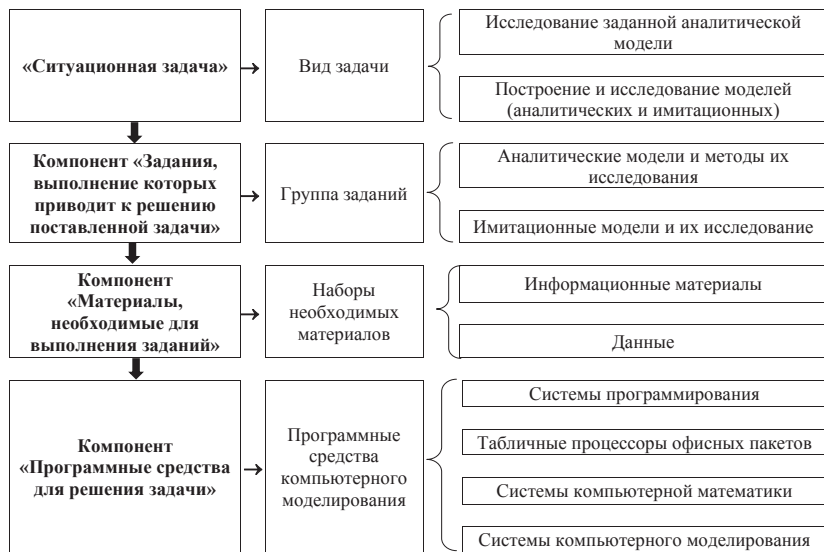 «Ситуационная задача»
Вид задачи
Исследование заданной аналитической
модели
Построение и исследование моделей
(аналитических и имитационных)
Компонент «Задания,
выполнение которых
приводит к решению
поставленной задачи»
Группа заданий
Аналитические модели и методы их
исследования
Имитационные модели и их исследование
Компонент
«Материалы,
необходимые для
выполнения заданий»
Наборы
необходимых
материалов
Информационные материалы
Данные
Компонент
«Программные средства
для решения задачи»
Программные
средства
компьютерного
моделирования
Системы программирования
Табличные процессоры офисных пакетов
Системы компьютерной математики
Системы компьютерного моделирования